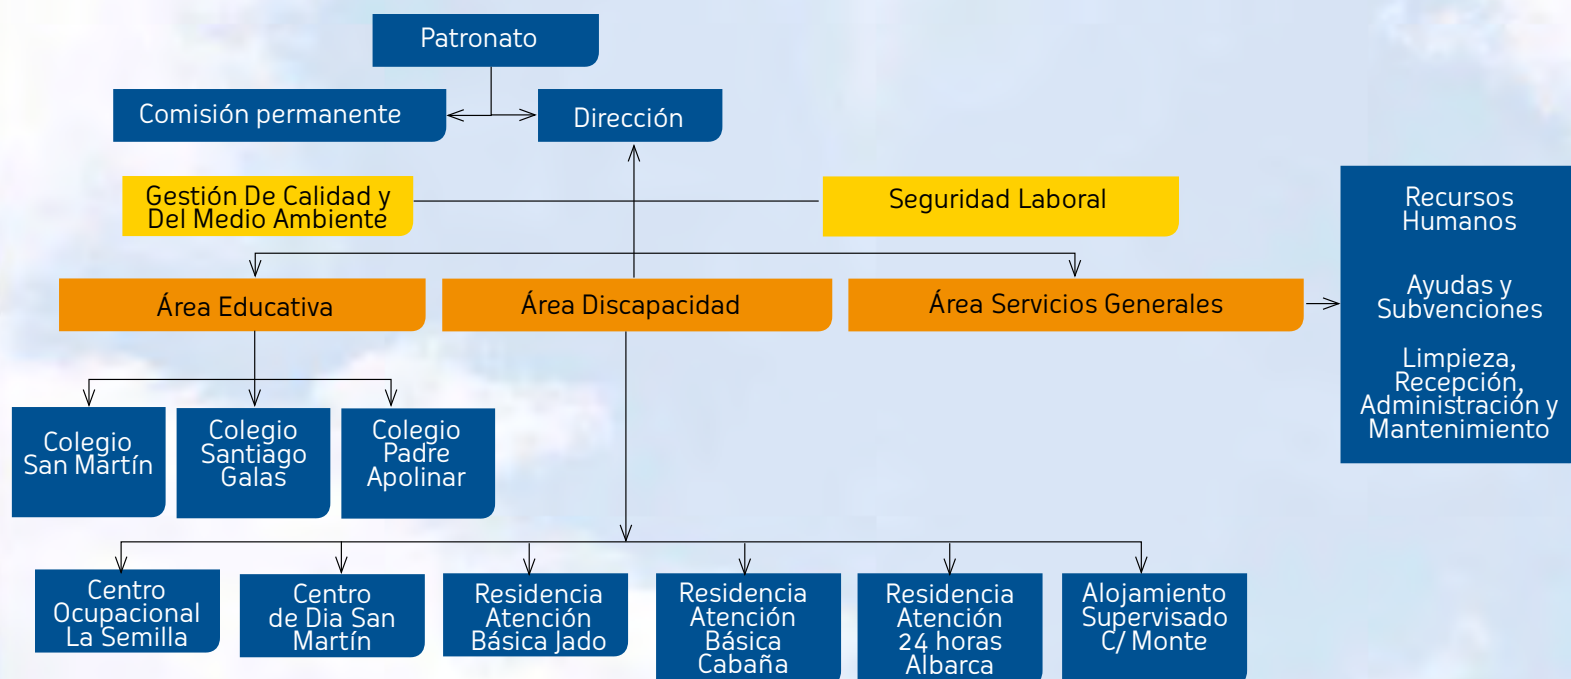 Patronato
Comisión permanente
Dirección
Gestión De Calidad y
Del Medio Ambiente
Seguridad Laboral
Recursos
Humanos
Ayudas y
Subvenciones
Limpieza,
Recepción,
Administración y
Mantenimiento
Área Educativa
Área Discapacidad
Área Servicios Generales
Colegio
San Martín
Colegio
Santiago
Galas
Colegio
Padre
Apolinar
Centro
Ocupacional
La Semilla
Centro
de Dia San
Martín
Residencia
Atención
Básica Jado
Residencia
Atención
Básica
Cabaña
Residencia
Atención
24 horas
Albarca
Alojamiento
Supervisado
C/ Monte